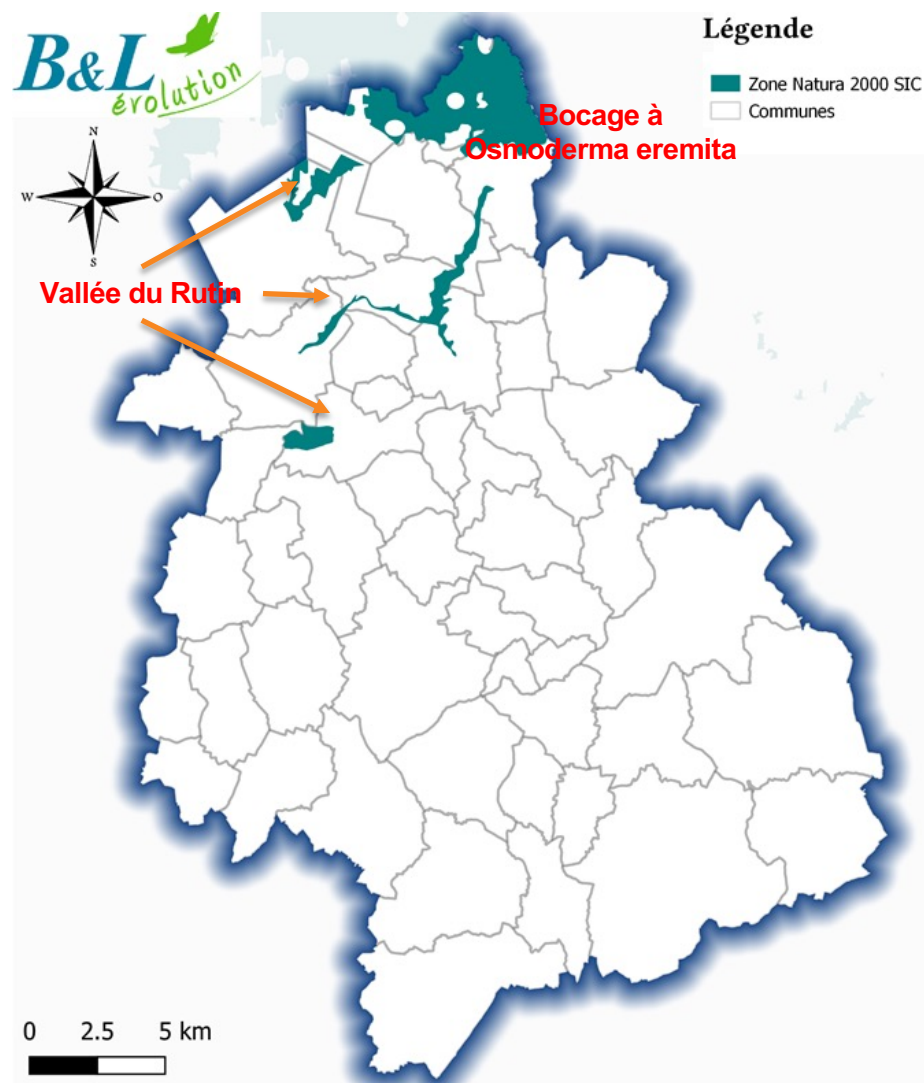 B&L
évolution
Légende
Zone Natura 2000 SIC
Communes
Bocage à
Osmoderma eremita
N
W
O
S
Vallée du Rutin
0 2.5 5 km